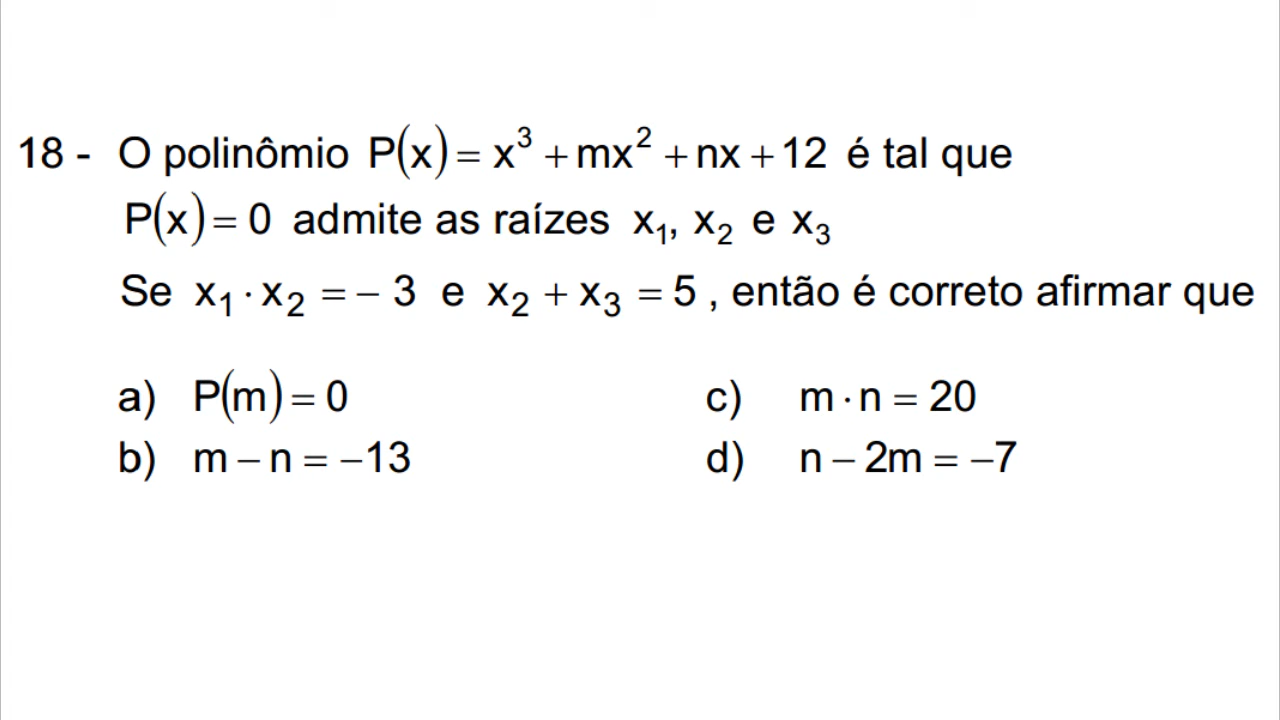 18 - O polinômio P(x) = x³ + mx² + nx + 12 é tal que
P(x) = 0 admite as raízes x₁, x₂ e x₃
Se x₁ · x₂ = – 3 e x₂ + x₃ = 5 , então é correto afirmar que
a) P(m) = 0 c) m · n = 20
b) m – n = –13 d) n – 2m = –7